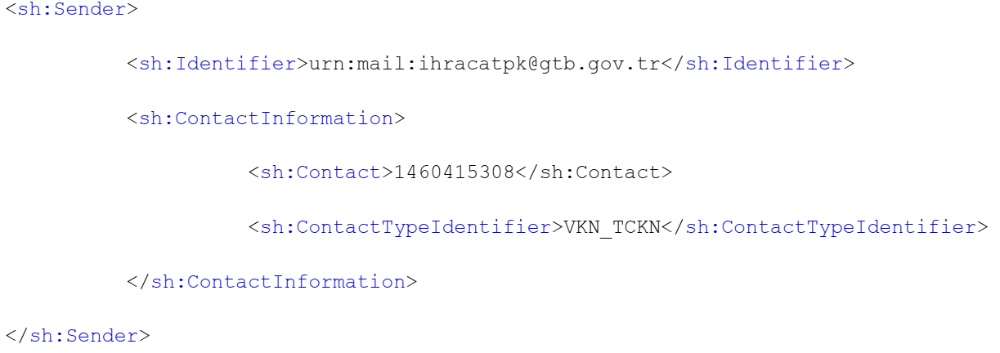 <sh:Sender>
<sh:Identifier>urn:mail:ihracatpk@gtb.gov.tr</sh:Identifier>
<sh:ContactInformation>
<sh:Contact>1460415308</sh:Contact>
<sh:ContactTypeIdentifier>VKN_TCKN</sh:ContactTypeIdentifier>
</sh:ContactInformation>
</sh:Sender>